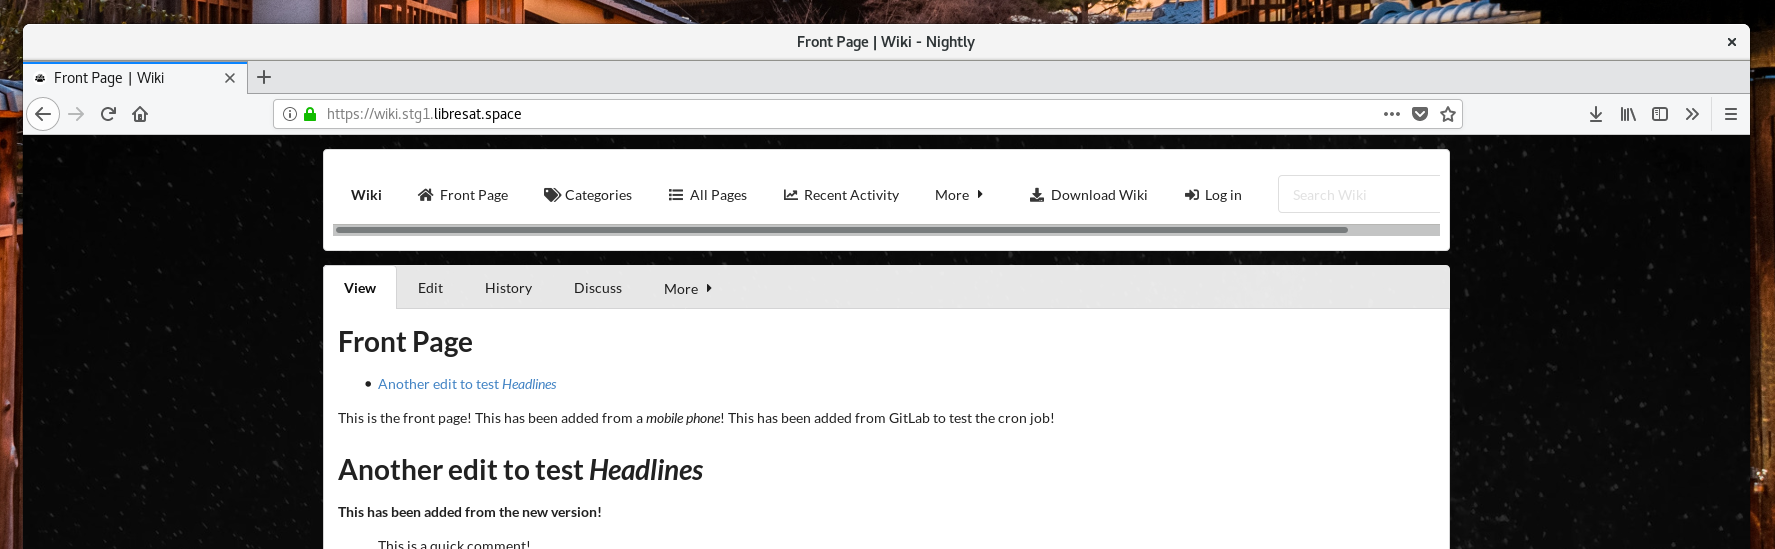 Front Page | Wiki - Nightly
Front Page | Wiki
https://wiki.stg1.libresat.space
Wiki Front Page Categories All Pages Recent Activity More Download Wiki Log in Search Wiki
View Edit History Discuss More
Front Page
Another edit to test Headlines
This is the front page! This has been added from a mobile phone! This has been added from GitLab to test the cron job!
Another edit to test Headlines
This has been added from the new version!
This is a quick comment!